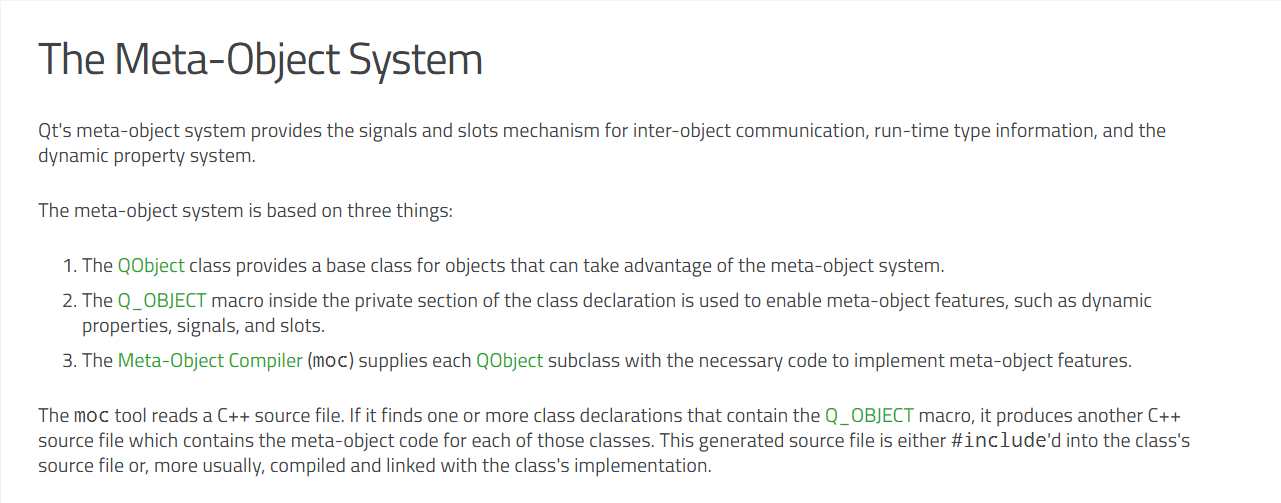 The Meta-Object System
Qt's meta-object system provides the signals and slots mechanism for inter-object communication, run-time type information, and the
dynamic property system.
The meta-object system is based on three things:
1. The QObject class provides a base class for objects that can take advantage of the meta-object system.
2. The Q_OBJECT macro inside the private section of the class declaration is used to enable meta-object features, such as dynamic
properties, signals, and slots.
3. The Meta-Object Compiler (moc) supplies each QObject subclass with the necessary code to implement meta-object features.
The moc tool reads a C++ source file. If it finds one or more class declarations that contain the Q_OBJECT macro, it produces another C++
source file which contains the meta-object code for each of those classes. This generated source file is either #include'd into the class's
source file or, more usually, compiled and linked with the class's implementation.